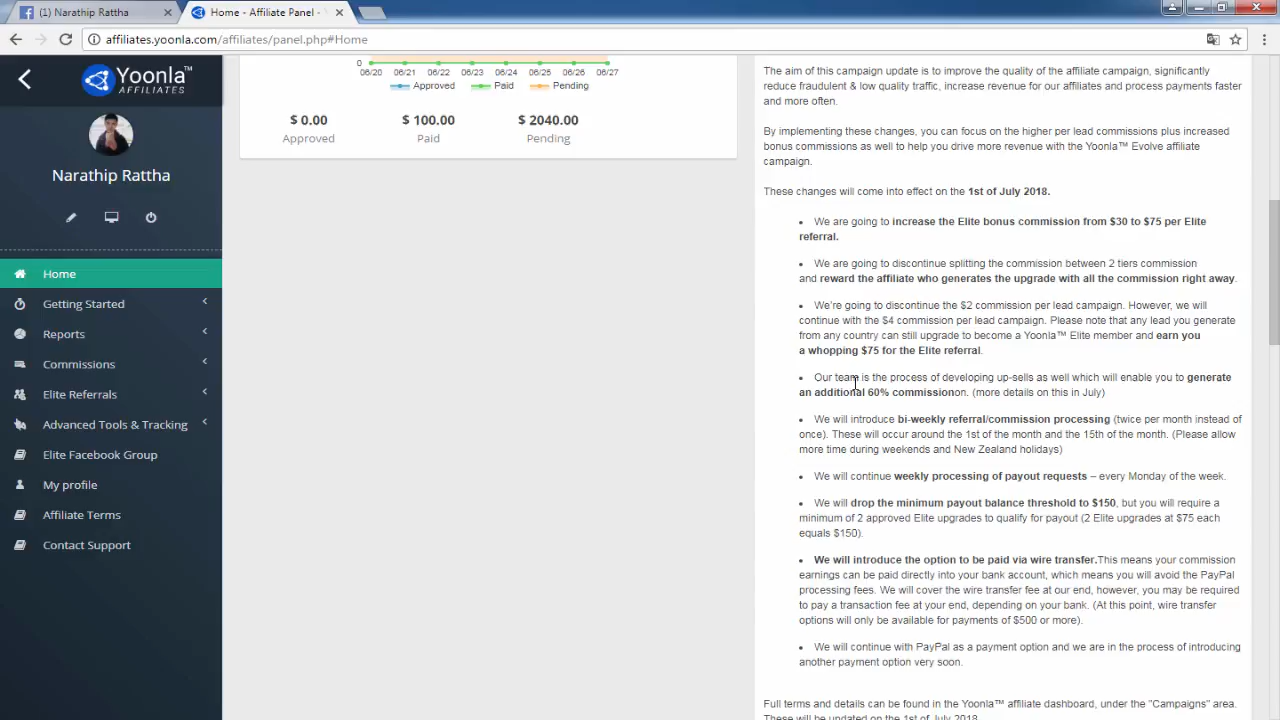 (1) Narathip Rattha
Home - Affiliate Panel -
affiliates.yoonla.com/affiliates/panel.php#Home
Yoonla™
AFFILIATES
Narathip Rattha
Home
Getting Started
Reports
Commissions
Elite Referrals
Advanced Tools & Tracking
Elite Facebook Group
My profile
Affiliate Terms
Contact Support
0
06/20 06/21 06/22 06/23 06/24 06/25 06/26 06/27
Approved Paid Pending
$ 0.00 $ 100.00 $ 2040.00
Approved Paid Pending
The aim of this campaign update is to improve the quality of the affiliate campaign, significantly
reduce fraudulent & low quality traffic, increase revenue for our affiliates and process payments faster
and more often.
By implementing these changes, you can focus on the higher per lead commissions plus increased
bonus commissions as well to help you drive more revenue with the Yoonla™ Evolve affiliate
campaign.
These changes will come into effect on the 1st of July 2018.
• We are going to increase the Elite bonus commission from $30 to $75 per Elite
referral.
• We are going to discontinue splitting the commission between 2 tiers commission
and reward the affiliate who generates the upgrade with all the commission right away.
• We're going to discontinue the $2 commission per lead campaign. However, we will
continue with the $4 commission per lead campaign. Please note that any lead you generate
from any country can still upgrade to become a Yoonla™ Elite member and earn you
a whopping $75 for the Elite referral.
• Our team is the process of developing up-sells as well which will enable you to generate
an additional 60% commissionon. (more details on this in July)
• We will introduce bi-weekly referral/commission processing (twice per month instead of
once). These will occur around the 1st of the month and the 15th of the month. (Please allow
more time during weekends and New Zealand holidays)
• We will continue weekly processing of payout requests – every Monday of the week.
• We will drop the minimum payout balance threshold to $150, but you will require a
minimum of 2 approved Elite upgrades to qualify for payout (2 Elite upgrades at $75 each
equals $150).
• We will introduce the option to be paid via wire transfer.This means your commission
earnings can be paid directly into your bank account, which means you will avoid the PayPal
processing fees. We will cover the wire transfer fee at our end, however, you may be required
to pay a transaction fee at your end, depending on your bank. (At this point, wire transfer
options will only be available for payments of $500 or more).
• We will continue with PayPal as a payment option and we are in the process of introducing
another payment option very soon.
Full terms and details can be found in the Yoonla™ affiliate dashboard, under the "Campaigns" area.
These will be updated on the 1st of July 2018.